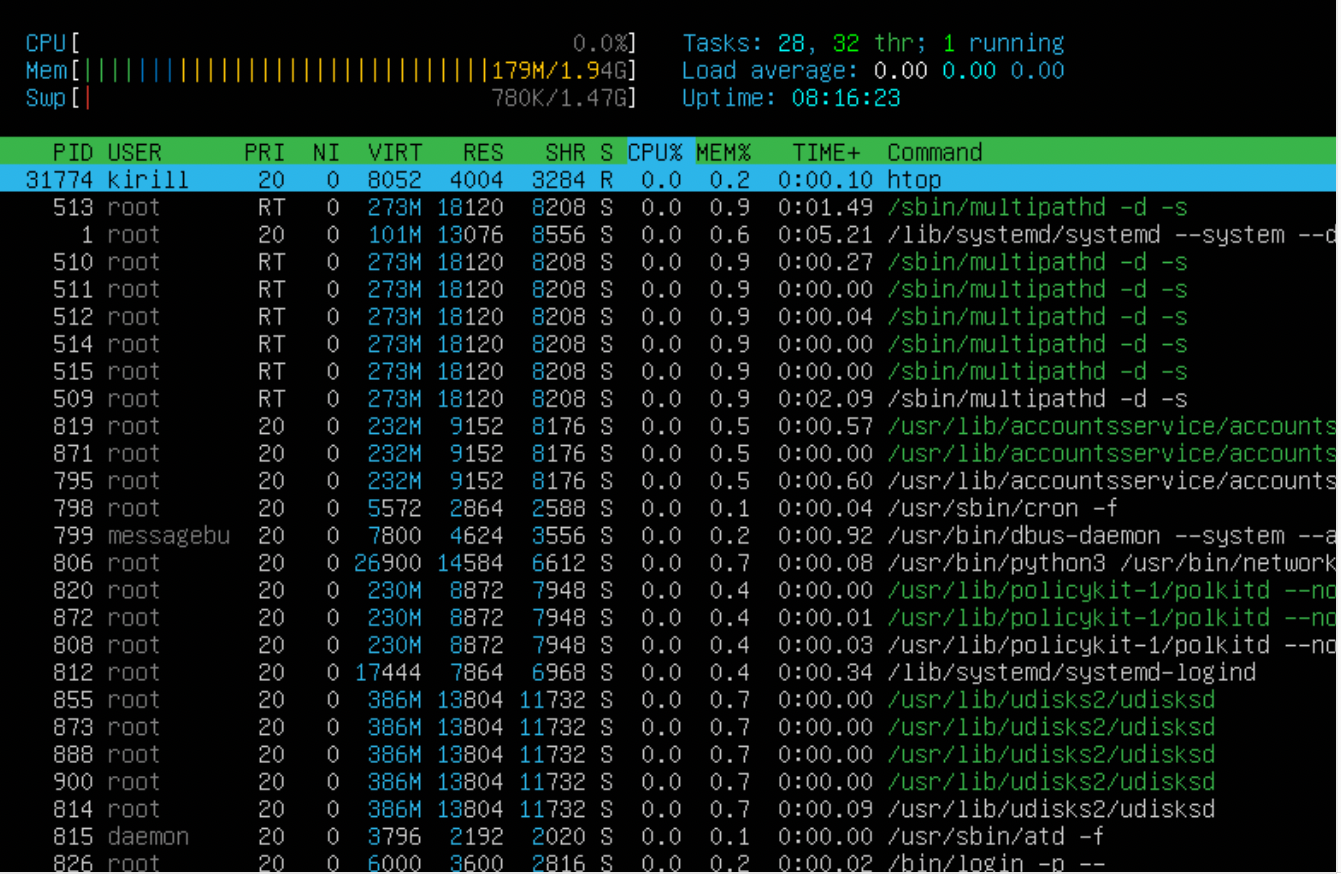 CPU[ 0.0%] Tasks: 28, 32 thr; 1 running
Mem[|||||||||||||||||||||||||||||179M/1.94G] Load average: 0.00 0.00 0.00
Swp[| 780K/1.47G] Uptime: 08:16:23
PID USER PRI NI VIRT RES SHR S CPU% MEM% TIME+ Command
31774 kirill 20 0 8052 4004 3284 R 0.0 0.2 0:00.10 htop
513 root RT 0 273M 18120 8208 S 0.0 0.9 0:01.49 /sbin/multipathd -d -s
1 root 20 0 101M 13076 8556 S 0.0 0.6 0:05.21 /lib/systemd/systemd --system --d
510 root RT 0 273M 18120 8208 S 0.0 0.9 0:00.27 /sbin/multipathd -d -s
511 root RT 0 273M 18120 8208 S 0.0 0.9 0:00.00 /sbin/multipathd -d -s
512 root RT 0 273M 18120 8208 S 0.0 0.9 0:00.04 /sbin/multipathd -d -s
514 root RT 0 273M 18120 8208 S 0.0 0.9 0:00.00 /sbin/multipathd -d -s
515 root RT 0 273M 18120 8208 S 0.0 0.9 0:00.00 /sbin/multipathd -d -s
509 root RT 0 273M 18120 8208 S 0.0 0.9 0:02.09 /sbin/multipathd -d -s
819 root 20 0 232M 9152 8176 S 0.0 0.5 0:00.57 /usr/lib/accountsservice/accounts
871 root 20 0 232M 9152 8176 S 0.0 0.5 0:00.00 /usr/lib/accountsservice/accounts
795 root 20 0 232M 9152 8176 S 0.0 0.5 0:00.60 /usr/lib/accountsservice/accounts
798 root 20 0 5572 2864 2588 S 0.0 0.1 0:00.04 /usr/sbin/cron -f
799 messagebu 20 0 7800 4624 3556 S 0.0 0.2 0:00.92 /usr/bin/dbus-daemon --system --a
806 root 20 0 26900 14584 6612 S 0.0 0.7 0:00.08 /usr/bin/python3 /usr/bin/network
820 root 20 0 230M 8872 7948 S 0.0 0.4 0:00.00 /usr/lib/policykit-1/polkitd --no
872 root 20 0 230M 8872 7948 S 0.0 0.4 0:00.01 /usr/lib/policykit-1/polkitd --no
808 root 20 0 230M 8872 7948 S 0.0 0.4 0:00.03 /usr/lib/policykit-1/polkitd --no
812 root 20 0 17444 7864 6968 S 0.0 0.4 0:00.34 /lib/systemd/systemd-logind
855 root 20 0 386M 13804 11732 S 0.0 0.7 0:00.00 /usr/lib/udisks2/udisksd
873 root 20 0 386M 13804 11732 S 0.0 0.7 0:00.00 /usr/lib/udisks2/udisksd
888 root 20 0 386M 13804 11732 S 0.0 0.7 0:00.00 /usr/lib/udisks2/udisksd
900 root 20 0 386M 13804 11732 S 0.0 0.7 0:00.00 /usr/lib/udisks2/udisksd
814 root 20 0 386M 13804 11732 S 0.0 0.7 0:00.09 /usr/lib/udisks2/udisksd
815 daemon 20 0 3796 2192 2020 S 0.0 0.1 0:00.00 /usr/sbin/atd -f
826 root 20 0 6000 3600 2816 S 0.0 0.2 0:00.02 /bin/login -p --